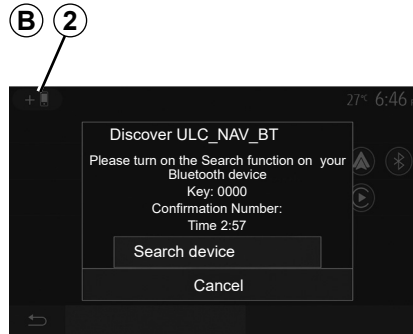 B 2
27°C 6:46
Discover ULC_NAV_BT
Please turn on the Search function on your
Bluetooth device
Key: 0000
Confirmation Number:
Time 2:57
Search device
Cancel